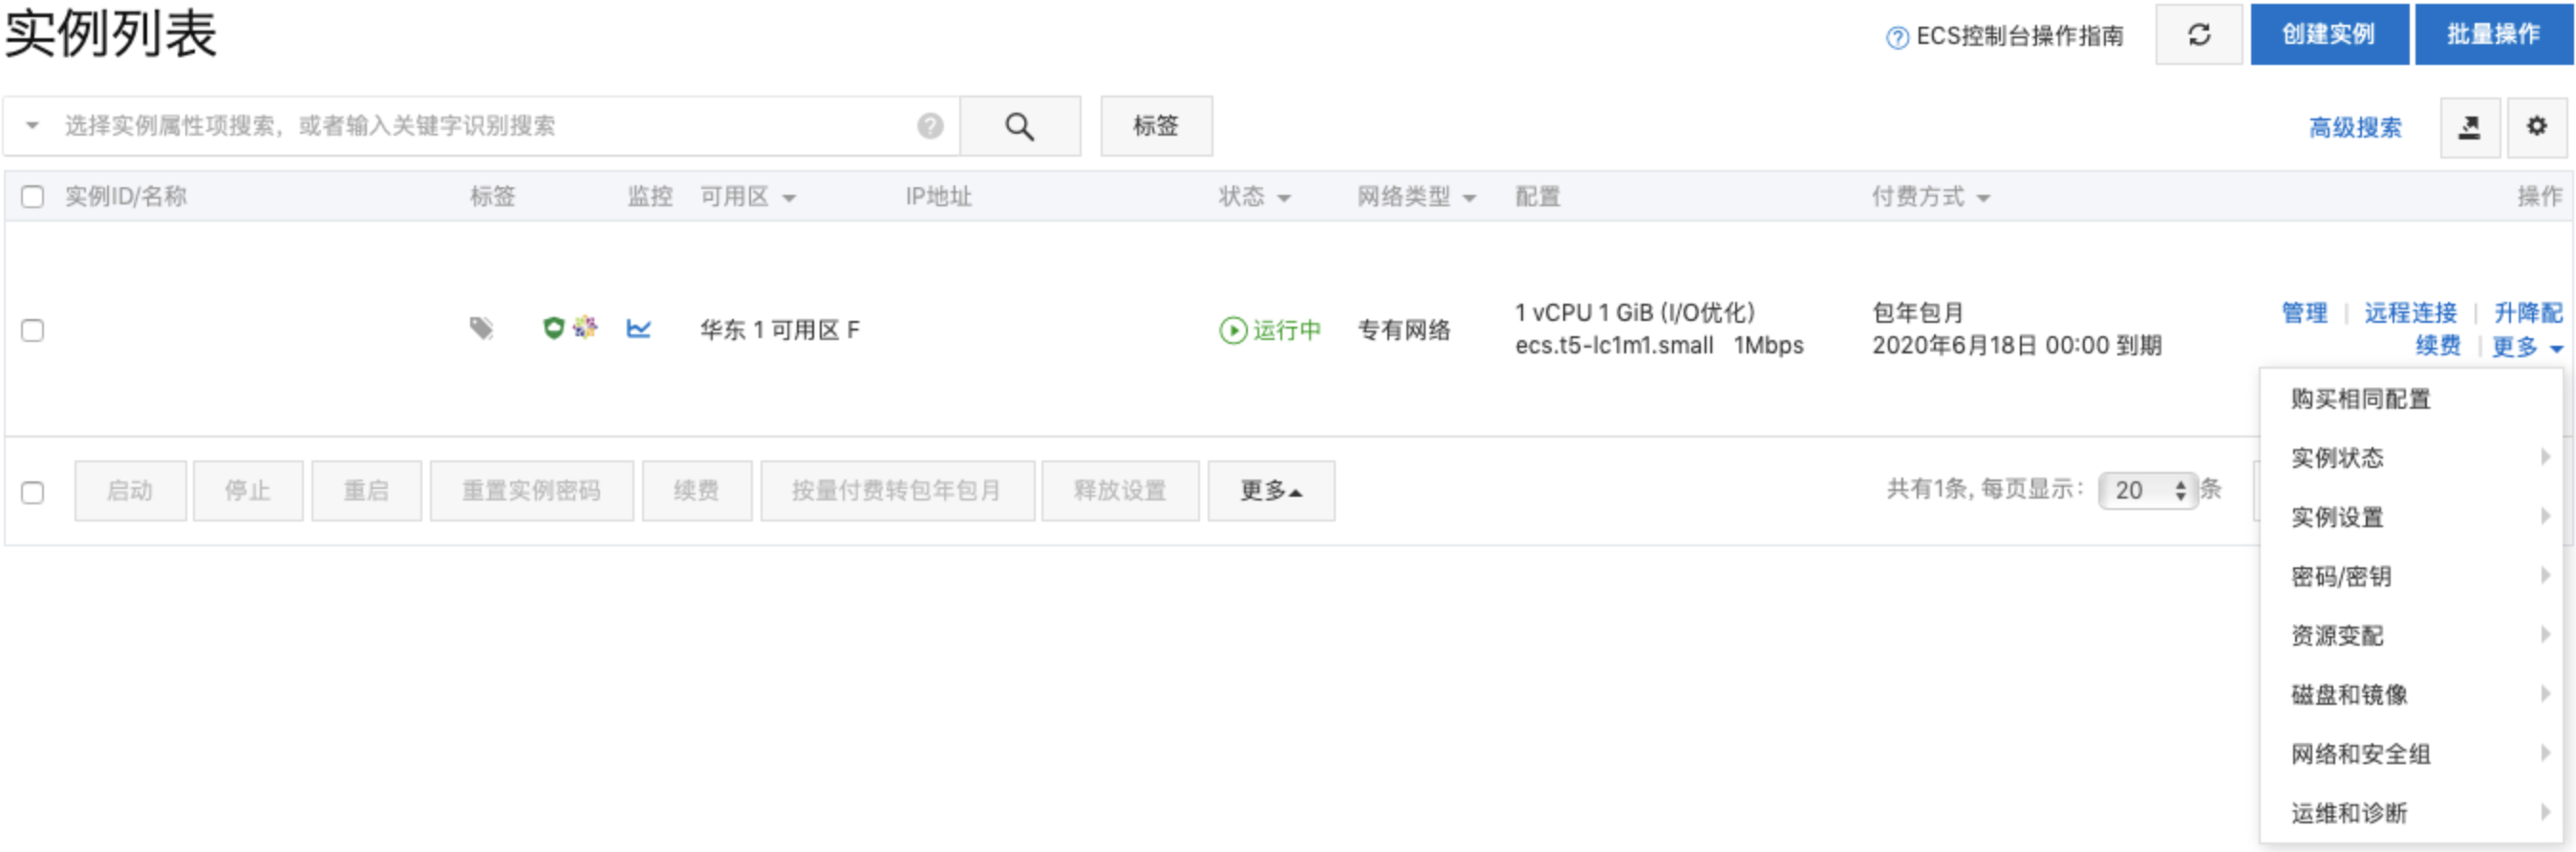 实例列表
ECS控制台操作指南
创建实例
批量操作
选择实例属性项搜索，或者输入关键字识别搜索
标签
高级搜索
实例ID/名称 标签 监控 可用区 IP地址 状态 网络类型 配置 付费方式 操作
华东 1 可用区 F
运行中
专有网络
1 vCPU 1 GiB (I/O优化)
ecs.t5-lc1m1.small 1Mbps
包年包月
2020年6月18日 00:00 到期
管理 | 远程连接 | 升降配
续费 | 更多
启动 停止 重启 重置实例密码 续费 按量付费转包年包月 释放设置 更多
共有1条, 每页显示: 20 条
购买相同配置
实例状态
实例设置
密码/密钥
资源变配
磁盘和镜像
网络和安全组
运维和诊断